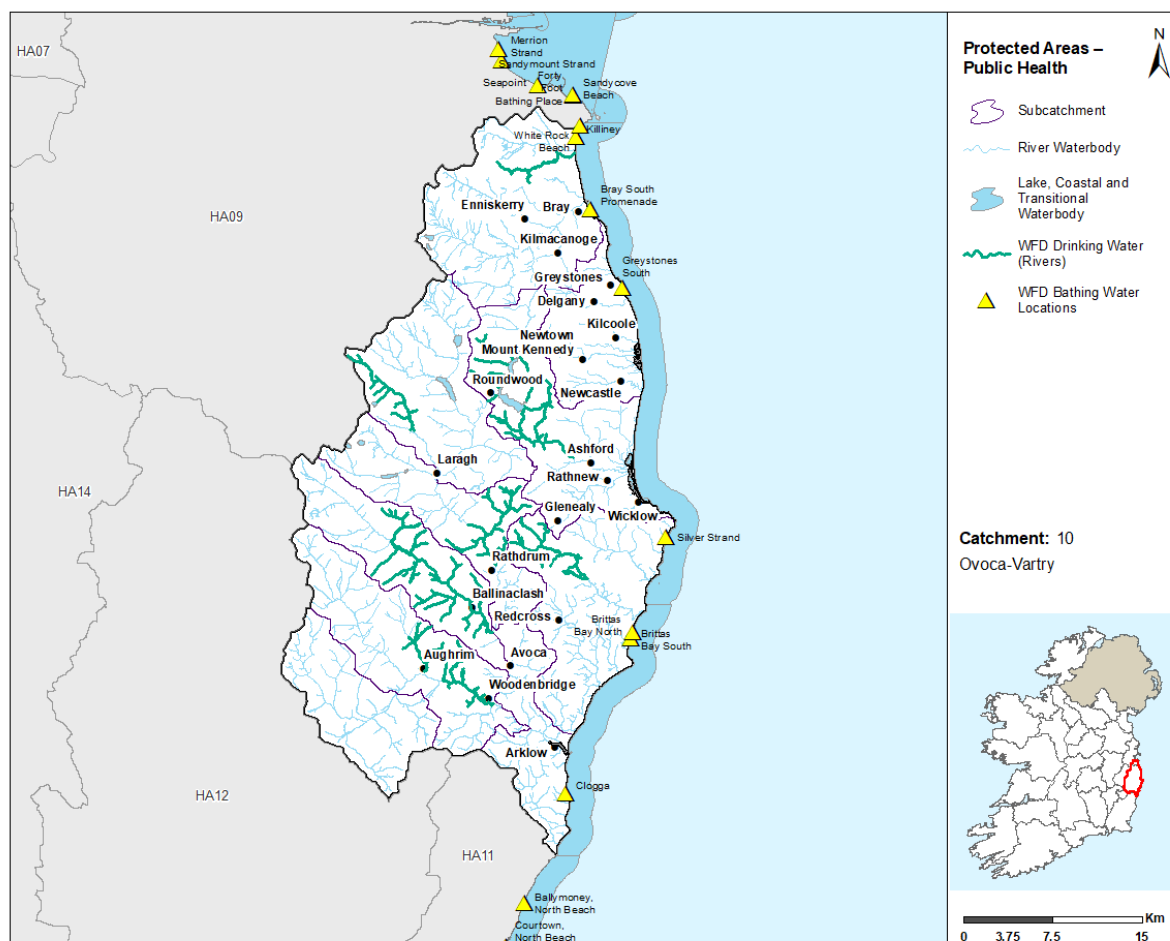 HA07
Merrion
Strand
Sandymount Strand
Forty
Foot
Seapoint
Bathing Place
Sandycove
Beach
Killiney
White Rock
Beach
HA09
Enniskerry
Bray
Bray South
Promenade
Kilmacanoge
Greystones
Greystones
South
Delgany
Kilcoole
Newtown
Mount Kennedy
Roundwood
Newcastle
Ashford
Laragh
Rathnew
HA14
Glenealy
Wicklow
Silver Strand
Rathdrum
Ballinaclash
Redcross
Brittas
Bay North
Brittas
Bay South
Aughrim
Avoca
Woodenbridge
Arklow
Clogga
HA12
HA11
Ballymoney,
North Beach
Courtown,
North Beach
Protected Areas –
Public Health
N
Subcatchment
River Waterbody
Lake, Coastal and
Transitional
Waterbody
WFD Drinking Water
(Rivers)
WFD Bathing Water
Locations
Catchment: 10
Ovoca-Vartry
Km
0 3.75 7.5 15